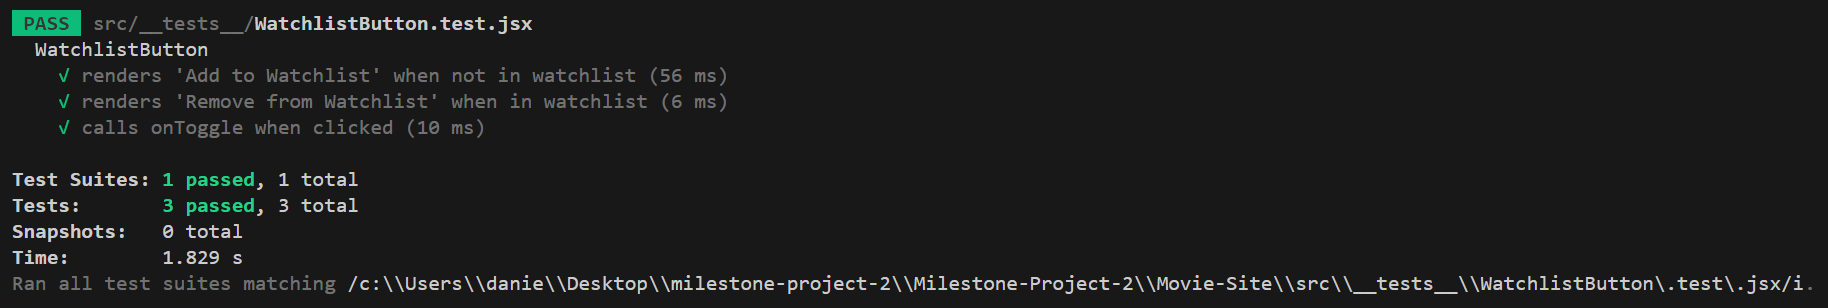 PASS src/__tests__/WatchlistButton.test.jsx
WatchlistButton
√ renders 'Add to Watchlist' when not in watchlist (56 ms)
√ renders 'Remove from Watchlist' when in watchlist (6 ms)
√ calls onToggle when clicked (10 ms)
Test Suites: 1 passed, 1 total
Tests: 3 passed, 3 total
Snapshots: 0 total
Time: 1.829 s
Ran all test suites matching /c:\\Users\\danie\\Desktop\\milestone-project-2\\Milestone-Project-2\\Movie-Site\\src\\__tests__\\WatchlistButton\.test\.jsx/i.